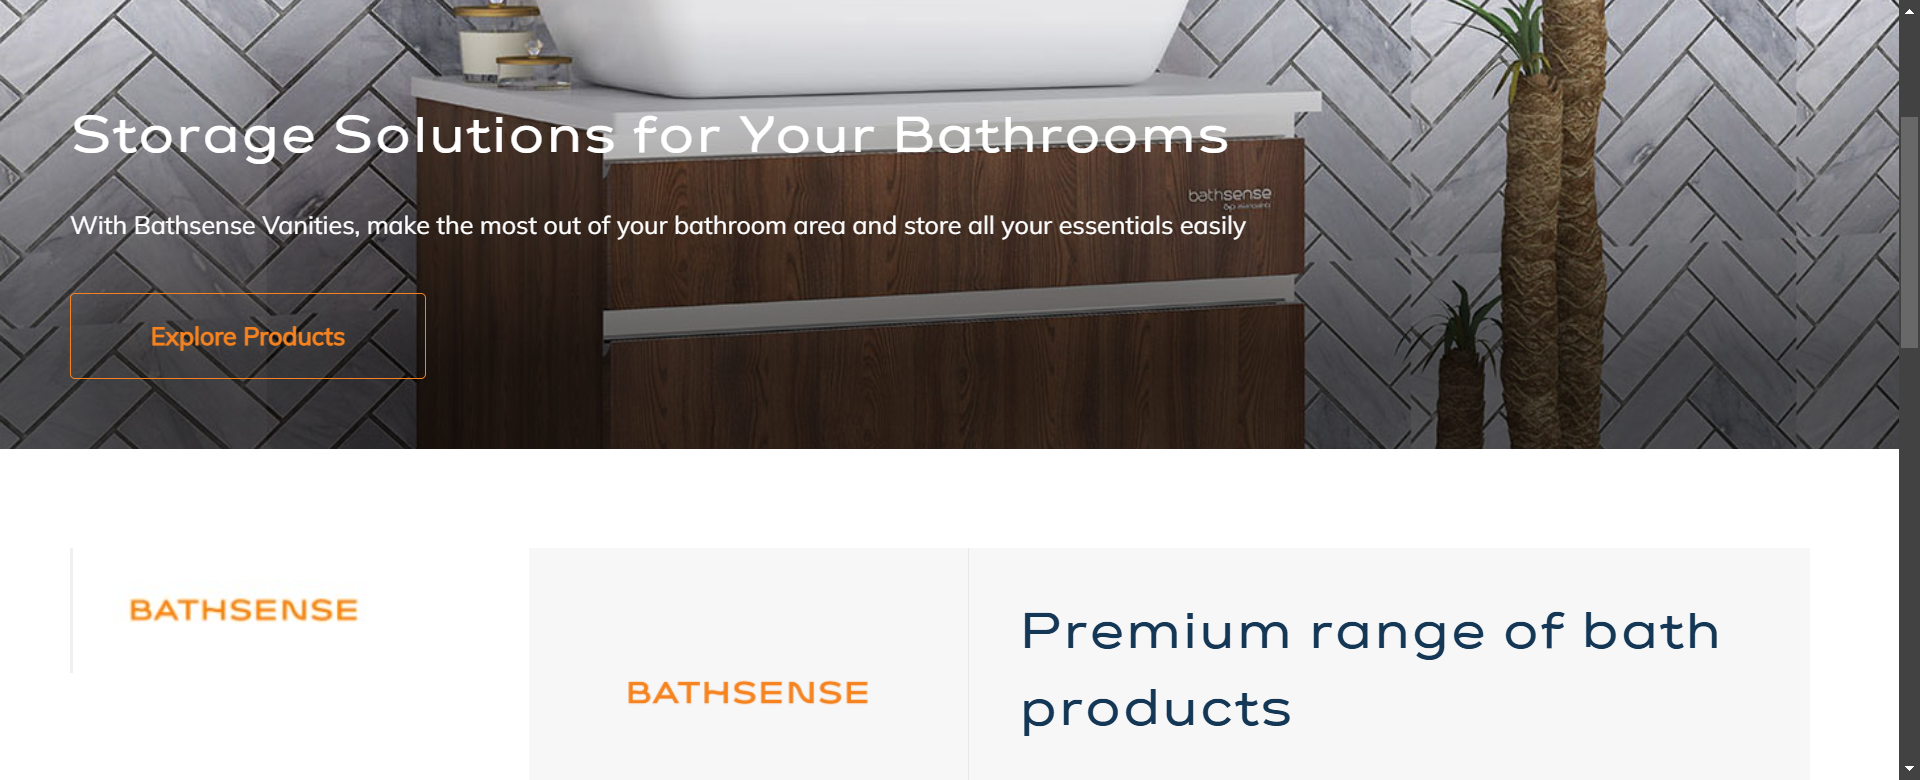 Storage Solutions for Your Bathrooms
bathsense
With Bathsense Vanities, make the most out of your bathroom area and store all your essentials easily
Explore Products
BATHSENSE
BATHSENSE
Premium range of bath
products